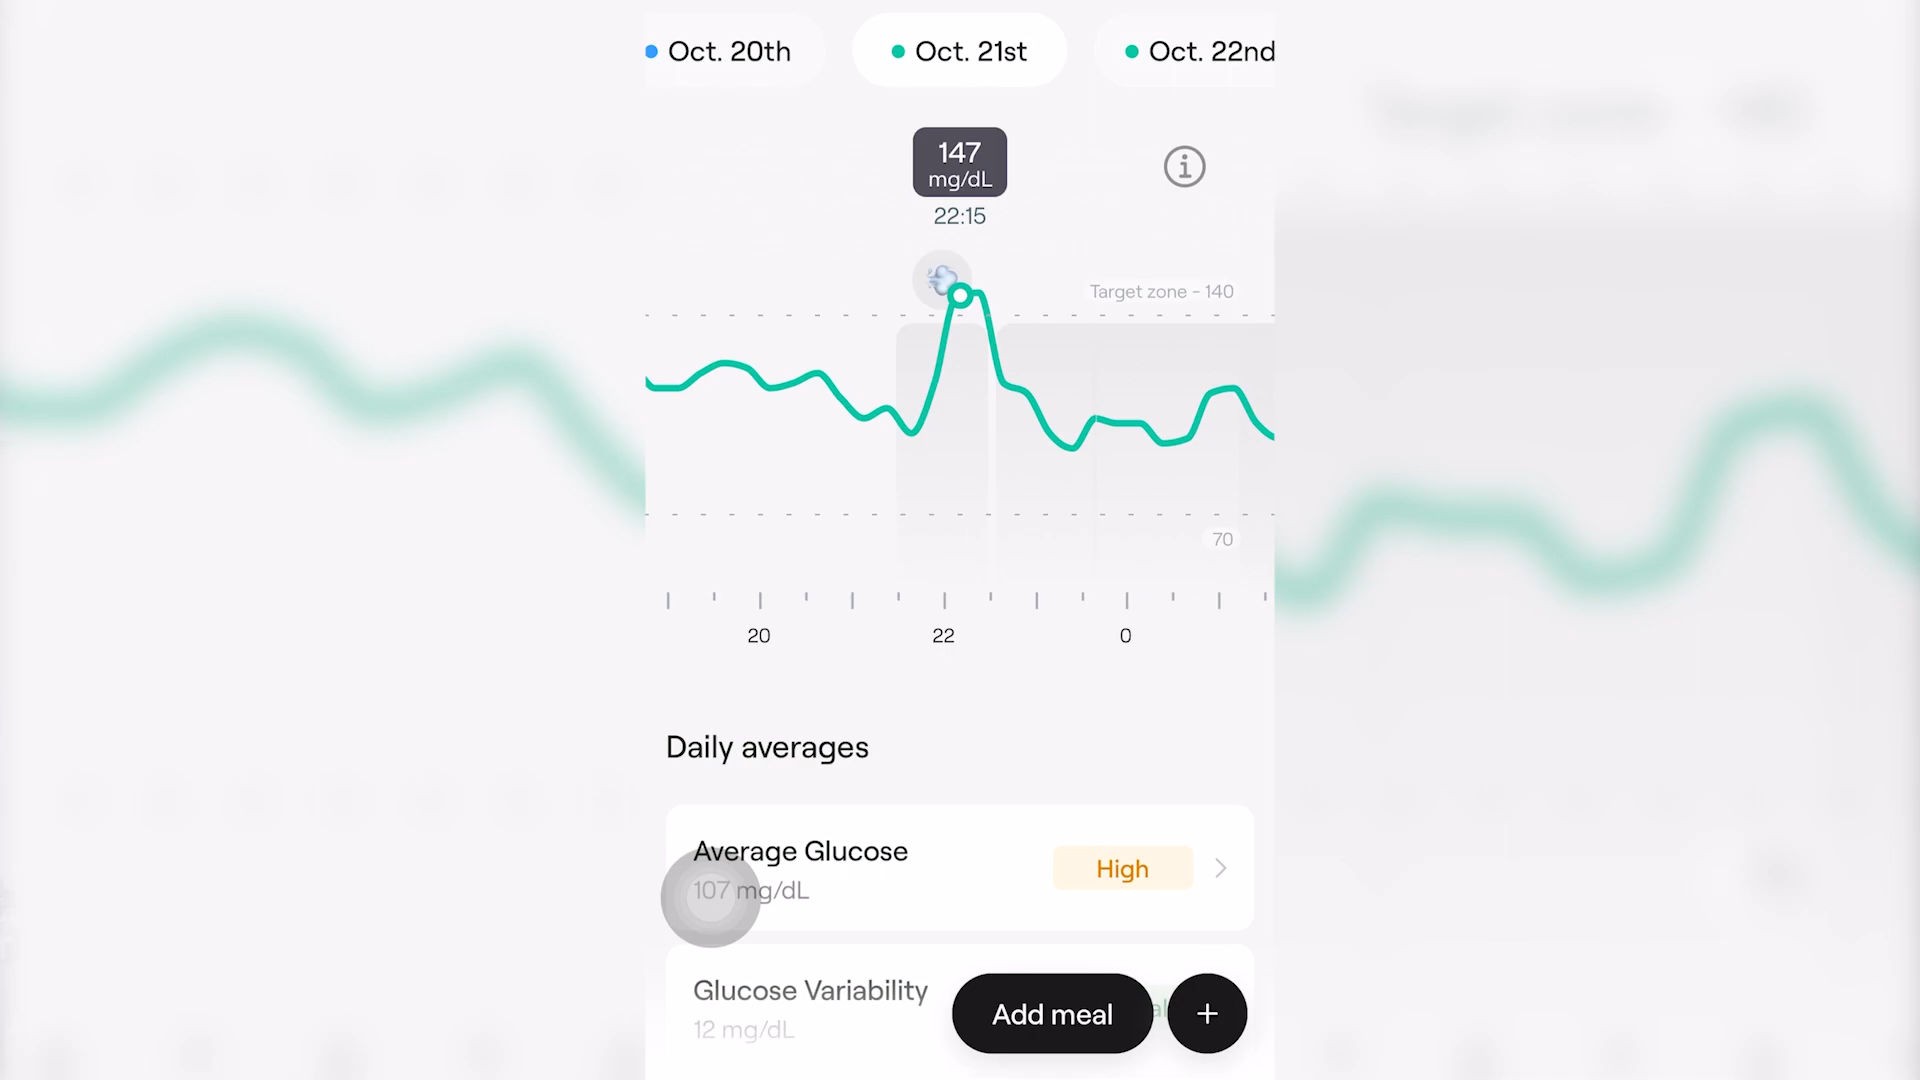 Oct. 20th
Oct. 21st
Oct. 22nd
147
mg/dL
22:15
Target zone - 140
70
20
22
0
Daily averages
Average Glucose
High
107 mg/dL
Glucose Variability
12 mg/dL
Add meal
+